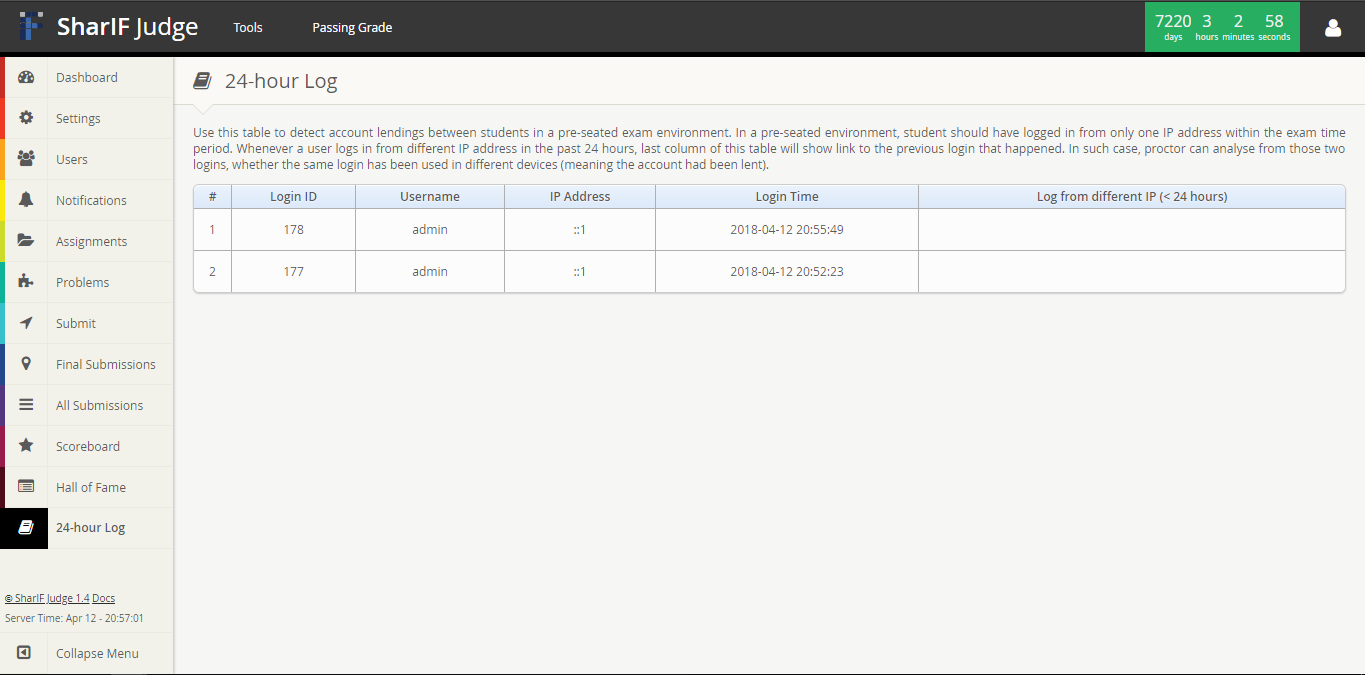 SharIF Judge
Tools
Passing Grade
7220 3 2 58
days hours minutes seconds
Dashboard
Settings
Users
Notifications
Assignments
Problems
Submit
Final Submissions
All Submissions
Scoreboard
Hall of Fame
24-hour Log
© SharIF Judge 1.4 Docs
Server Time: Apr 12 - 20:57:01
Collapse Menu
24-hour Log
Use this table to detect account lendings between students in a pre-seated exam environment. In a pre-seated environment, student should have logged in from only one IP address within the exam time
period. Whenever a user logs in from different IP address in the past 24 hours, last column of this table will show link to the previous login that happened. In such case, proctor can analyse from those two
logins, whether the same login has been used in different devices (meaning the account had been lent).
# Login ID Username IP Address Login Time Log from different IP (< 24 hours)
1 178 admin ::1 2018-04-12 20:55:49
2 177 admin ::1 2018-04-12 20:52:23